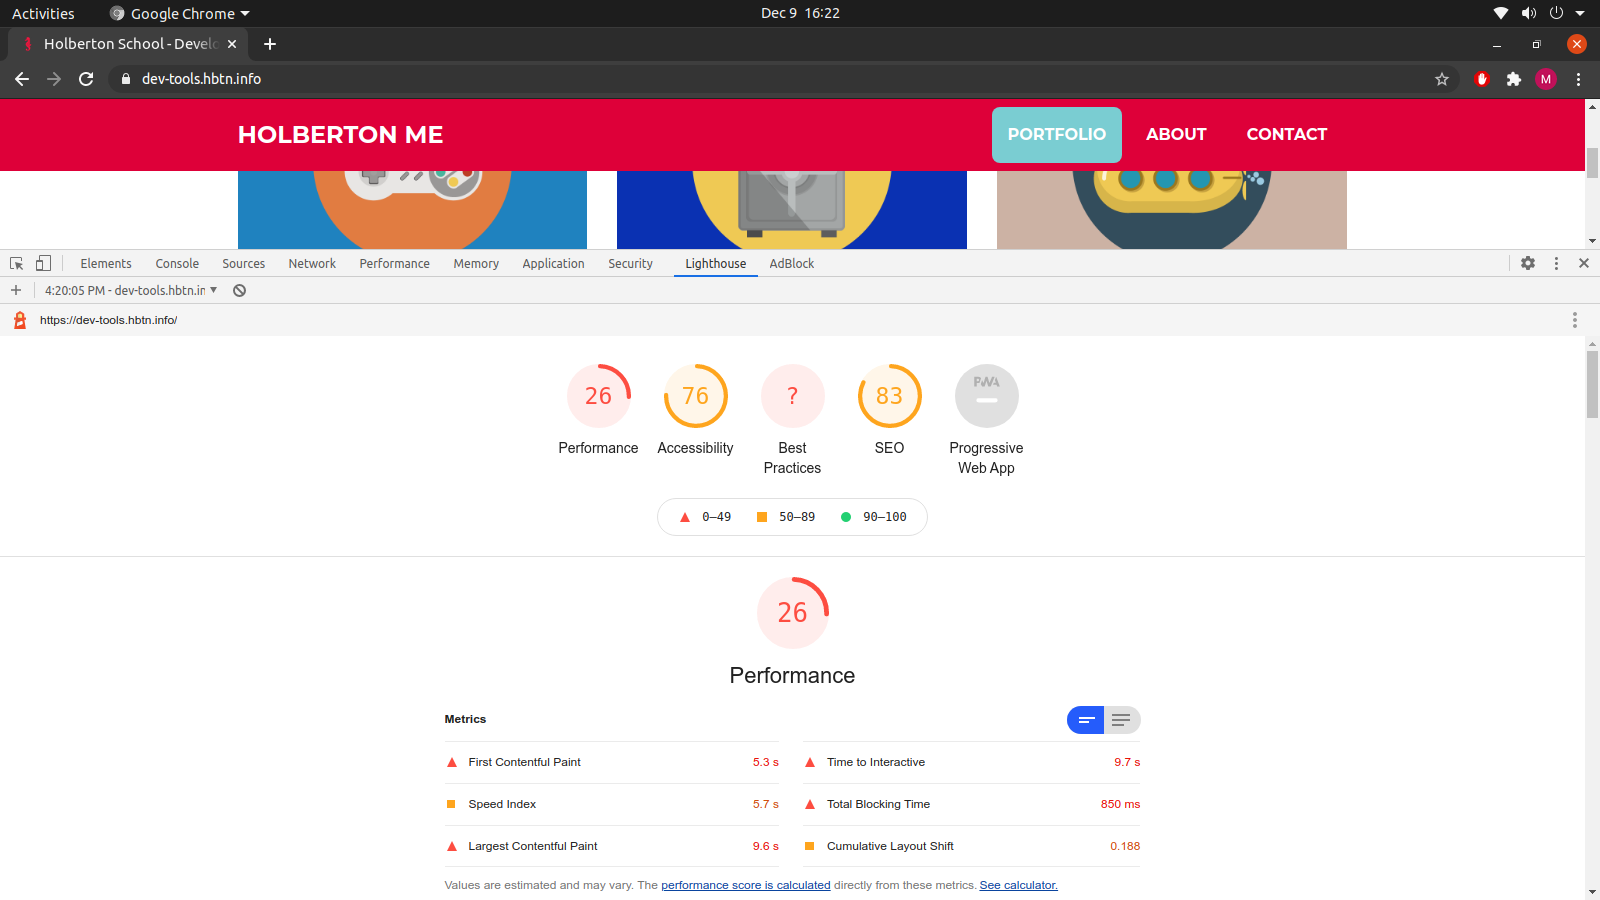 Activities
Google Chrome
Dec 9 16:22
Holberton School - Develo
dev-tools.hbtn.info
M
HOLBERTON ME
PORTFOLIO ABOUT CONTACT
Elements Console Sources Network Performance Memory Application Security Lighthouse AdBlock
4:20:05 PM - dev-tools.hbtn.in
https://dev-tools.hbtn.info/
26 76 ? 83 PWA
Performance Accessibility Best Practices SEO Progressive Web App
0–49 50–89 90–100
26
Performance
Metrics
First Contentful Paint 5.3 s
Time to Interactive 9.7 s
Speed Index 5.7 s
Total Blocking Time 850 ms
Largest Contentful Paint 9.6 s
Cumulative Layout Shift 0.188
Values are estimated and may vary. The performance score is calculated directly from these metrics. See calculator.